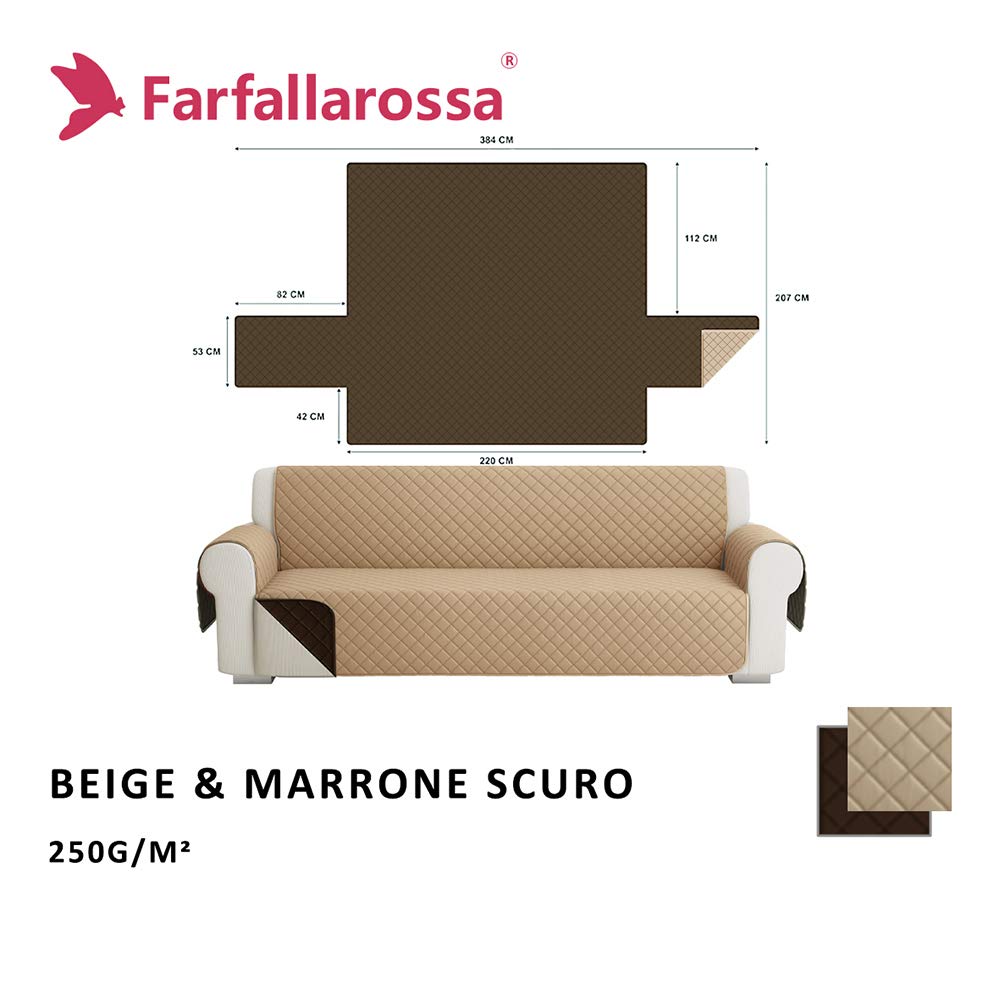 Farfallarossa®
384 CM
112 CM
82 CM
207 CM
53 CM
42 CM
220 CM
BEIGE & MARRONE SCURO
250G/M²